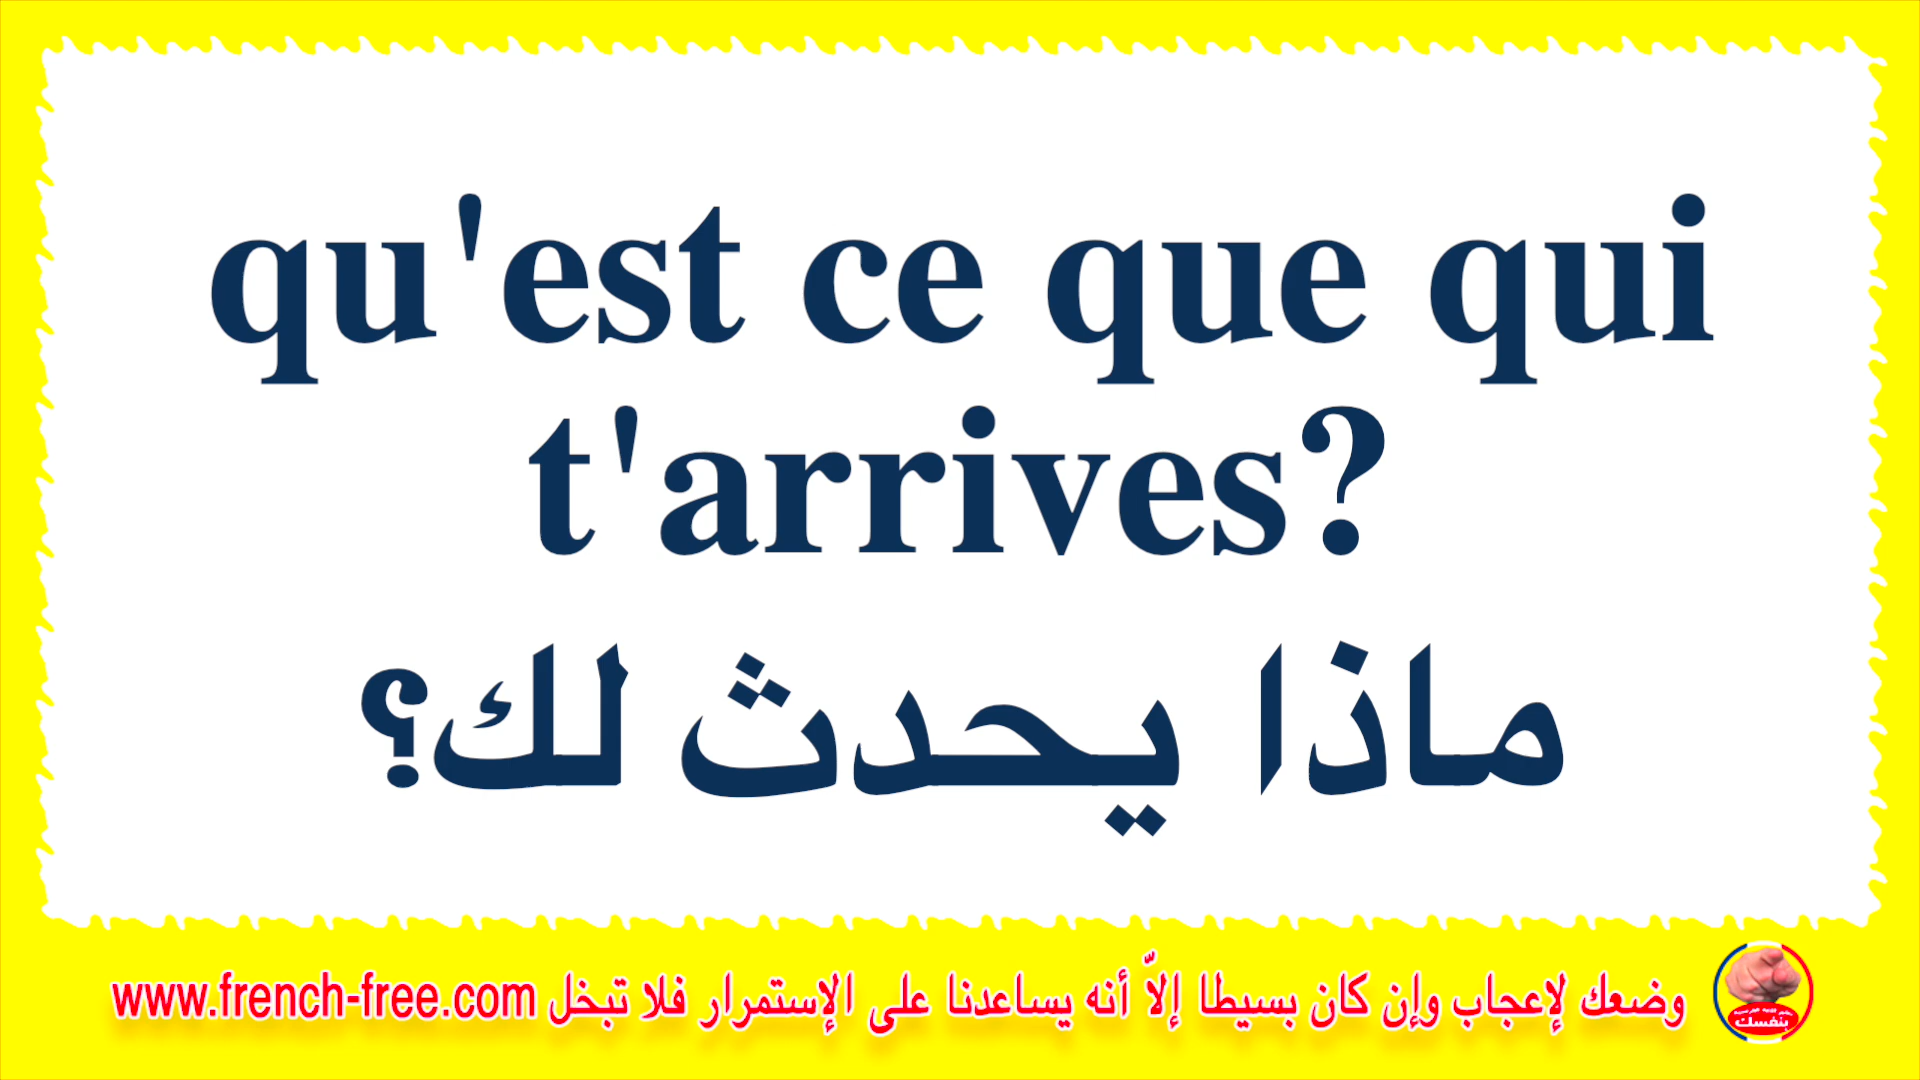 qu'est ce que qui
t'arrives?
ماذا يحدث لك؟
وضعك لإعجاب وإن كان بسيطا إلاّ أنه يساعدنا على الإستمرار فلا تبخل www.french-free.com
بنفسك